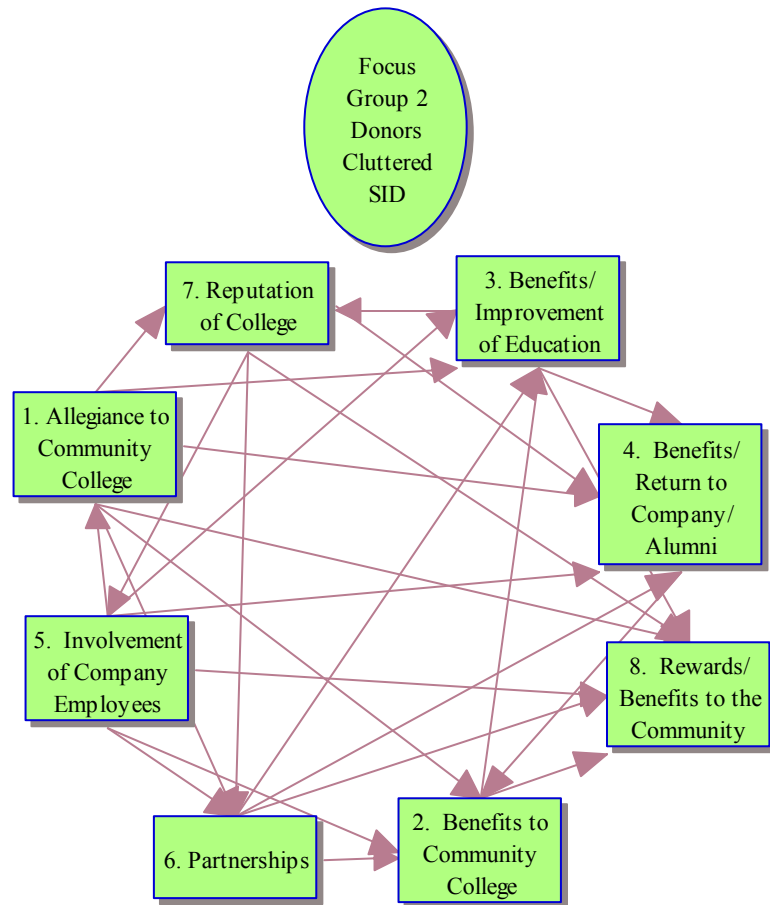 Focus
Group 2
Donors
Cluttered
SID
7. Reputation
of College
3. Benefits/
Improvement
of Education
1. Allegiance to
Community
College
4. Benefits/
Return to
Company/
Alumni
5. Involvement
of Company
Employees
8. Rewards/
Benefits to the
Community
6. Partnerships
2. Benefits to
Community
College